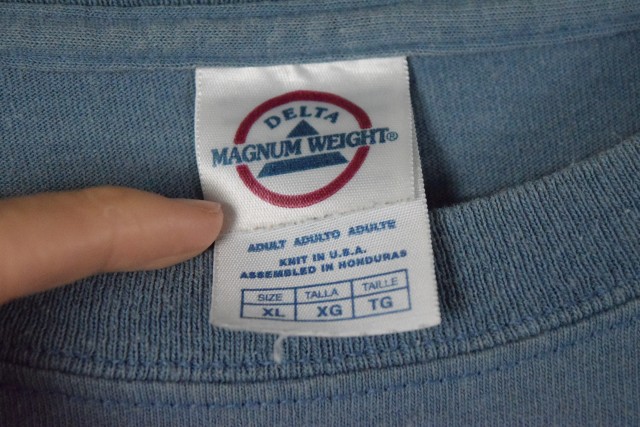 DELTA
MAGNUM WEIGHT®
ADULT ADULTO ADULTE
KNIT IN U.S.A.
ASSEMBLED IN HONDURAS
SIZE TALLA TAILLE
XL XG TG